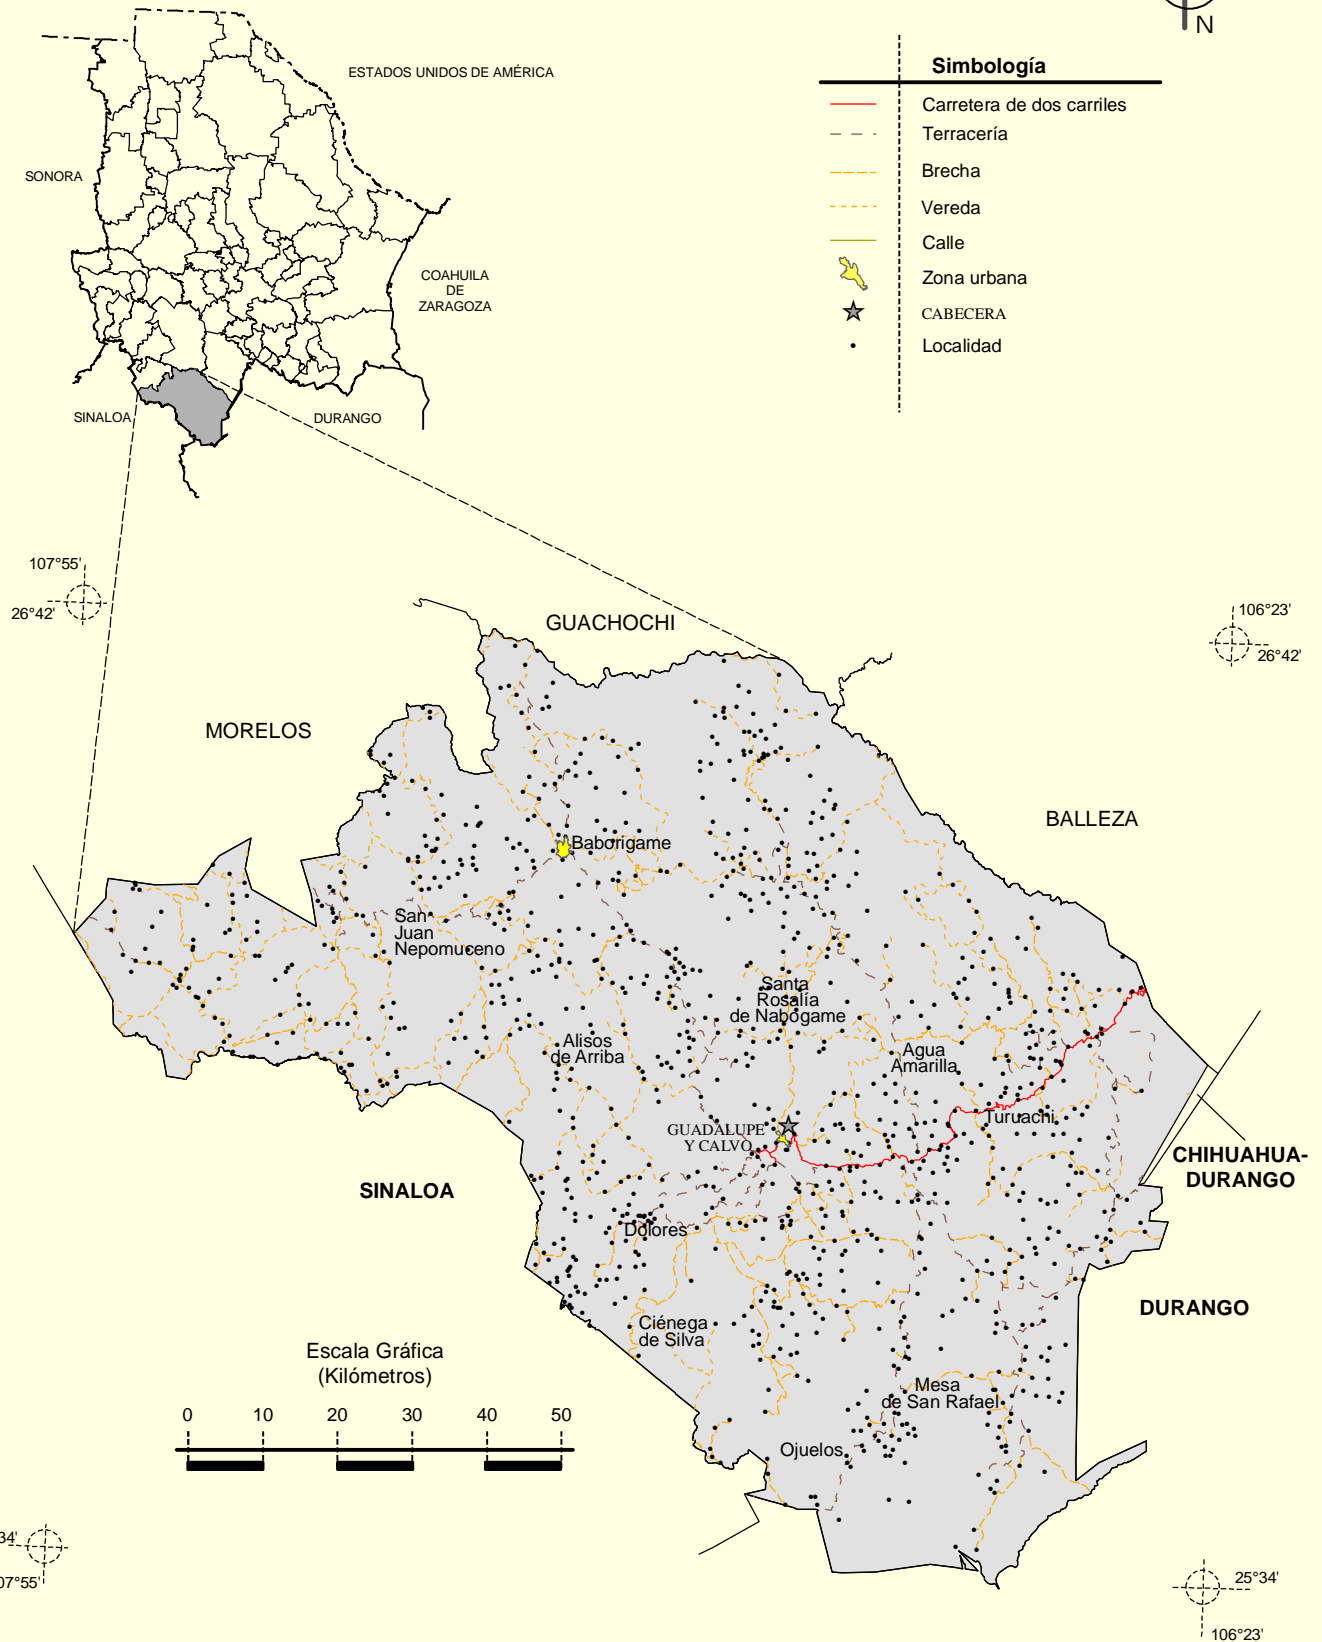 N
ESTADOS UNIDOS DE AMÉRICA
SONORA
COAHUILA
DE
ZARAGOZA
SINALOA
DURANGO
Simbología
Carretera de dos carriles
Terracería
Brecha
Vereda
Calle
Zona urbana
CABECERA
Localidad
107°55'
26°42'
106°23'
26°42'
GUACHOCHI
MORELOS
BALLEZA
Baborigame
San
Juan
Nepomuceno
Santa
Rosalía
de Nabogame
Alisos
de Arriba
Agua
Amarilla
Turuachi
GUADALUPE
Y CALVO
CHIHUAHUA-
DURANGO
SINALOA
Dolores
DURANGO
Ciénega
de Silva
Escala Gráfica
(Kilómetros)
0 10 20 30 40 50
Mesa
de San Rafael
Ojuelos
34'
07°55'
25°34'
106°23'